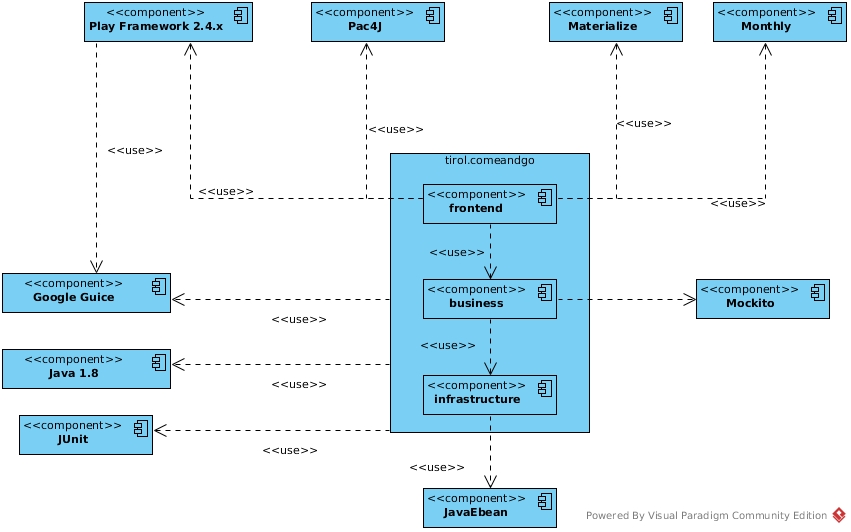 <<component>>
Play Framework 2.4.x
<<component>>
Pac4J
<<component>>
Materialize
<<component>>
Monthly
<<use>>
<<use>>
<<use>>
tirol.comeandgo
<<use>>
<<component>>
frontend
<<use>>
<<use>>
<<component>>
Google Guice
<<component>>
business
<<component>>
Mockito
<<use>>
<<use>>
<<component>>
Java 1.8
<<use>>
<<component>>
infrastructure
<<component>>
JUnit
<<use>>
<<use>>
<<component>>
JavaEbean
Powered By Visual Paradigm Community Edition